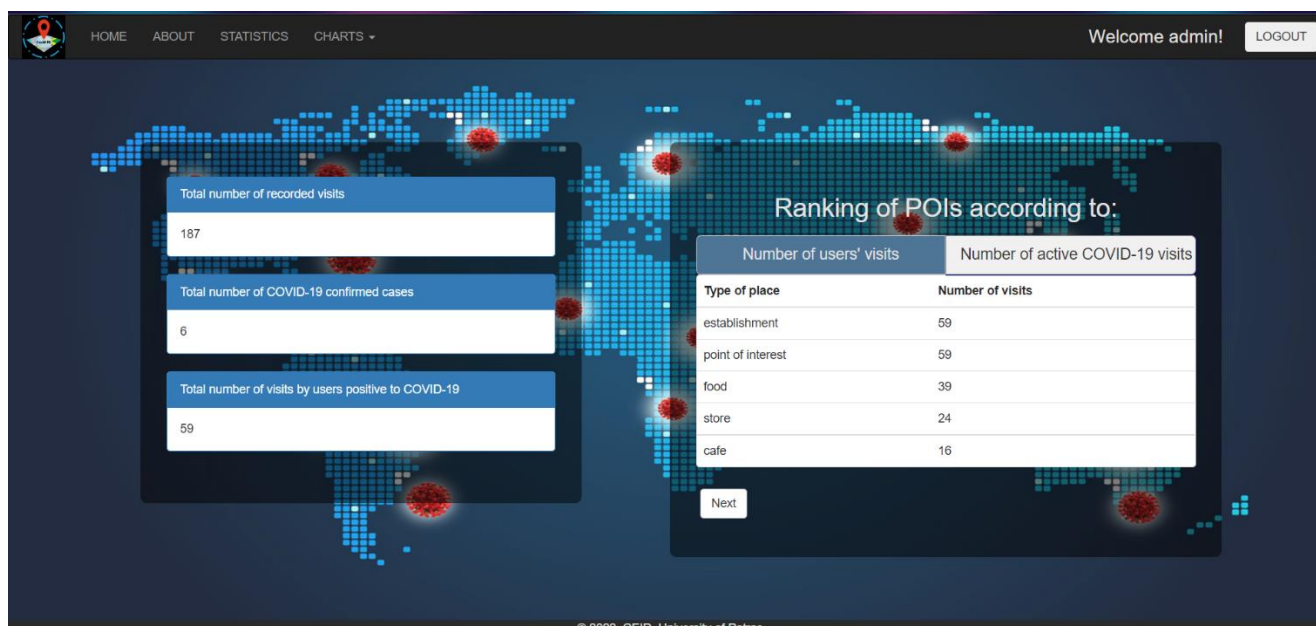 HOME ABOUT STATISTICS CHARTS Welcome admin! LOGOUT
Total number of recorded visits
187
Total number of COVID-19 confirmed cases
6
Total number of visits by users positive to COVID-19
59
Ranking of POIs according to:
Number of users' visits Number of active COVID-19 visits
Type of place Number of visits
establishment 59
point of interest 59
food 39
store 24
cafe 16
Next